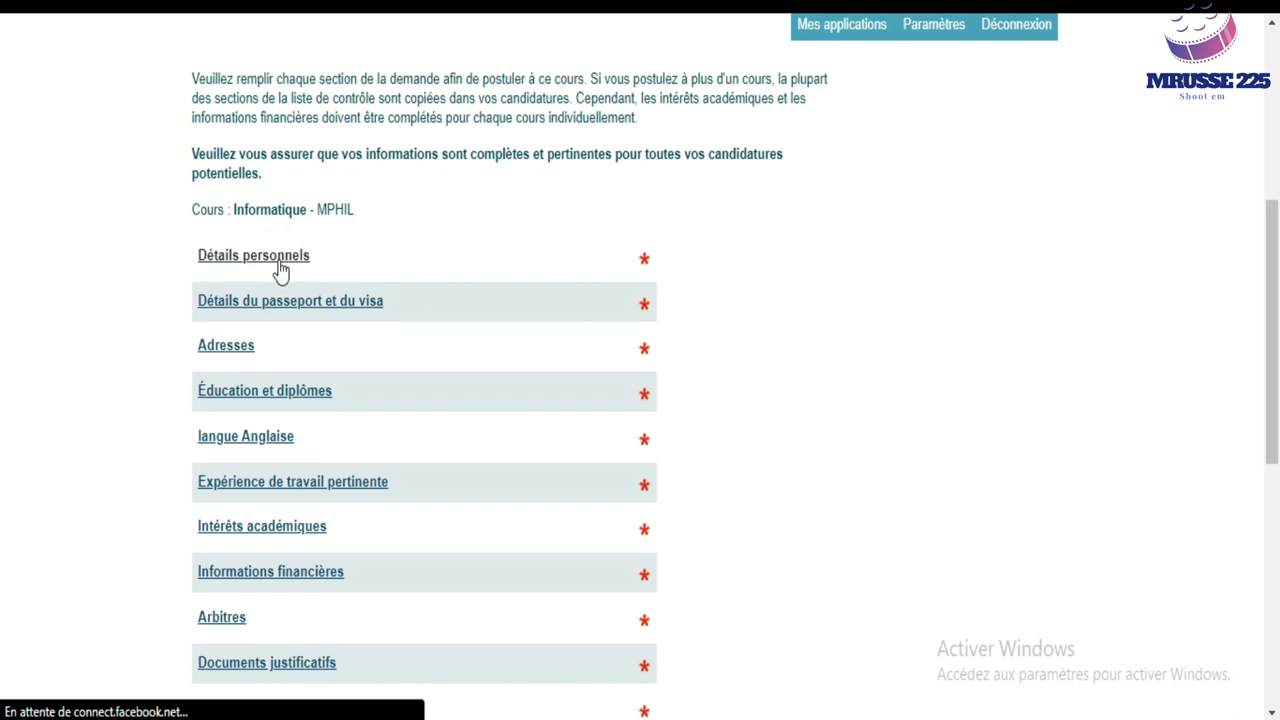 Mes applications Paramètres Déconnexion
MRUSSE 225
Shoot em
Veuillez remplir chaque section de la demande afin de postuler à ce cours. Si vous postulez à plus d'un cours, la plupart
des sections de la liste de contrôle sont copiées dans vos candidatures. Cependant, les intérêts académiques et les
informations financières doivent être complétés pour chaque cours individuellement.
Veuillez vous assurer que vos informations sont complètes et pertinentes pour toutes vos candidatures
potentielles.
Cours : Informatique - MPHIL
Détails personnels *
Détails du passeport et du visa *
Adresses *
Éducation et diplômes *
langue Anglaise *
Expérience de travail pertinente *
Intérêts académiques *
Informations financières *
Arbitres *
Documents justificatifs *
*
Activer Windows
Accédez aux paramètres pour activer Windows.
En attente de connect.facebook.net...